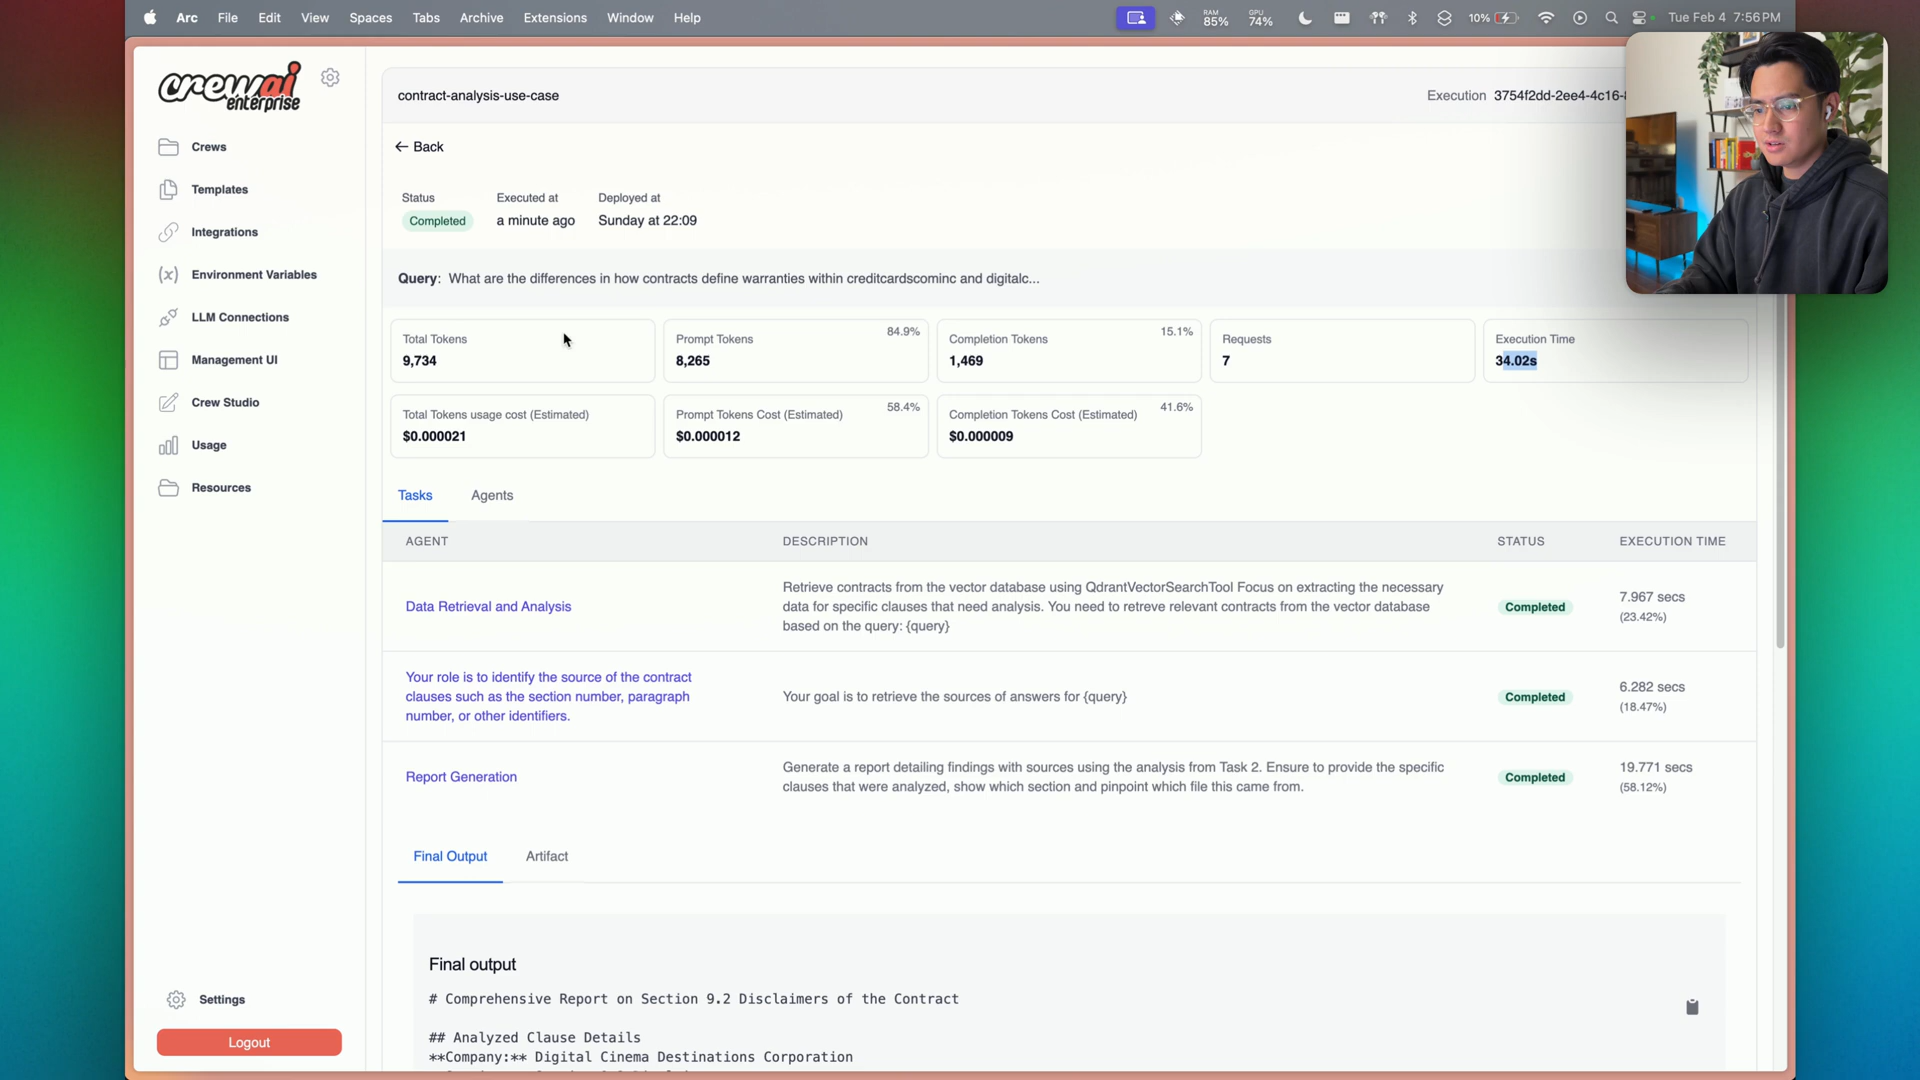 Arc File Edit View Spaces Tabs Archive Extensions Window Help RAM 85% GPU 74% 10% Tue Feb 4 7:56 PM
crewai enterprise
Crews
Templates
Integrations
{x} Environment Variables
LLM Connections
Management UI
Crew Studio
Usage
Resources
Settings
Logout
contract-analysis-use-case
Execution 3754f2dd-2ee4-4c16-
← Back
Status Executed at Deployed at
Completed a minute ago Sunday at 22:09
Query: What are the differences in how contracts define warranties within creditcardscominc and digitalc...
Total Tokens
9,734
Prompt Tokens 84.9%
8,265
Completion Tokens 15.1%
1,469
Requests
7
Execution Time
34.02s
Total Tokens usage cost (Estimated)
$0.000021
Prompt Tokens Cost (Estimated) 58.4%
$0.000012
Completion Tokens Cost (Estimated) 41.6%
$0.000009
Tasks Agents
AGENT DESCRIPTION STATUS EXECUTION TIME
Data Retrieval and Analysis
Retrieve contracts from the vector database using QdrantVectorSearchTool Focus on extracting the necessary
data for specific clauses that need analysis. You need to retreve relevant contracts from the vector database
based on the query: {query}
Completed
7.967 secs
(23.42%)
Your role is to identify the source of the contract
clauses such as the section number, paragraph
number, or other identifiers.
Your goal is to retrieve the sources of answers for {query}
Completed
6.282 secs
(18.47%)
Report Generation
Generate a report detailing findings with sources using the analysis from Task 2. Ensure to provide the specific
clauses that were analyzed, show which section and pinpoint which file this came from.
Completed
19.771 secs
(58.12%)
Final Output Artifact
Final output
# Comprehensive Report on Section 9.2 Disclaimers of the Contract
## Analyzed Clause Details
**Company:** Digital Cinema Destinations Corporation